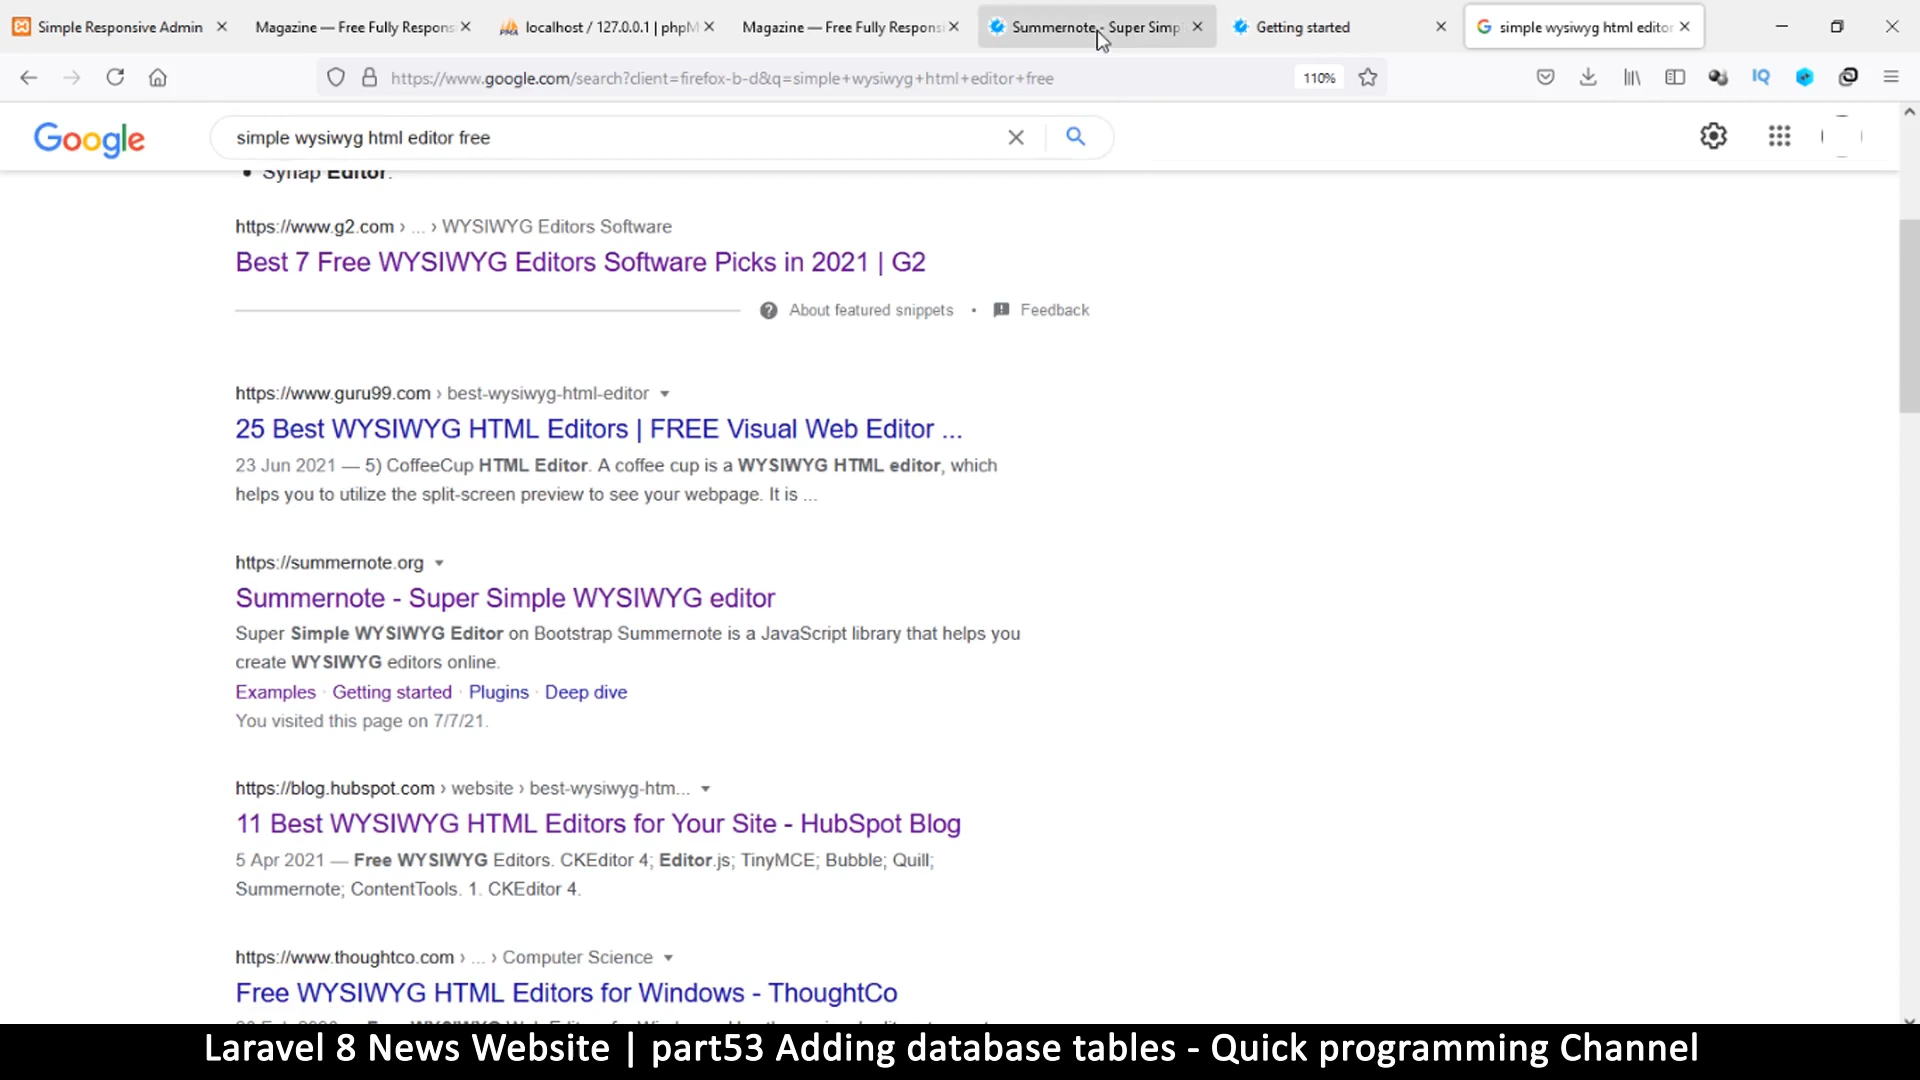 Simple Responsive Admin
Magazine — Free Fully Respons
localhost / 127.0.0.1 | phpM
Magazine — Free Fully Respons
Summernote - Super Simp
Getting started
simple wysiwyg html editor
https://www.google.com/search?client=firefox-b-d&q=simple+wysiwyg+html+editor+free
110%
IQ
Google
simple wysiwyg html editor free
• Synap Editor.
https://www.g2.com › ... › WYSIWYG Editors Software
Best 7 Free WYSIWYG Editors Software Picks in 2021 | G2
About featured snippets • Feedback
https://www.guru99.com › best-wysiwyg-html-editor
25 Best WYSIWYG HTML Editors | FREE Visual Web Editor ...
23 Jun 2021 — 5) CoffeeCup HTML Editor. A coffee cup is a WYSIWYG HTML editor, which
helps you to utilize the split-screen preview to see your webpage. It is ...
https://summernote.org
Summernote - Super Simple WYSIWYG editor
Super Simple WYSIWYG Editor on Bootstrap Summernote is a JavaScript library that helps you
create WYSIWYG editors online.
Examples · Getting started · Plugins · Deep dive
You visited this page on 7/7/21.
https://blog.hubspot.com › website › best-wysiwyg-htm...
11 Best WYSIWYG HTML Editors for Your Site - HubSpot Blog
5 Apr 2021 — Free WYSIWYG Editors. CKEditor 4; Editor.js; TinyMCE; Bubble; Quill;
Summernote; ContentTools. 1. CKEditor 4.
https://www.thoughtco.com › ... › Computer Science
Free WYSIWYG HTML Editors for Windows - ThoughtCo
Laravel 8 News Website | part53 Adding database tables - Quick programming Channel